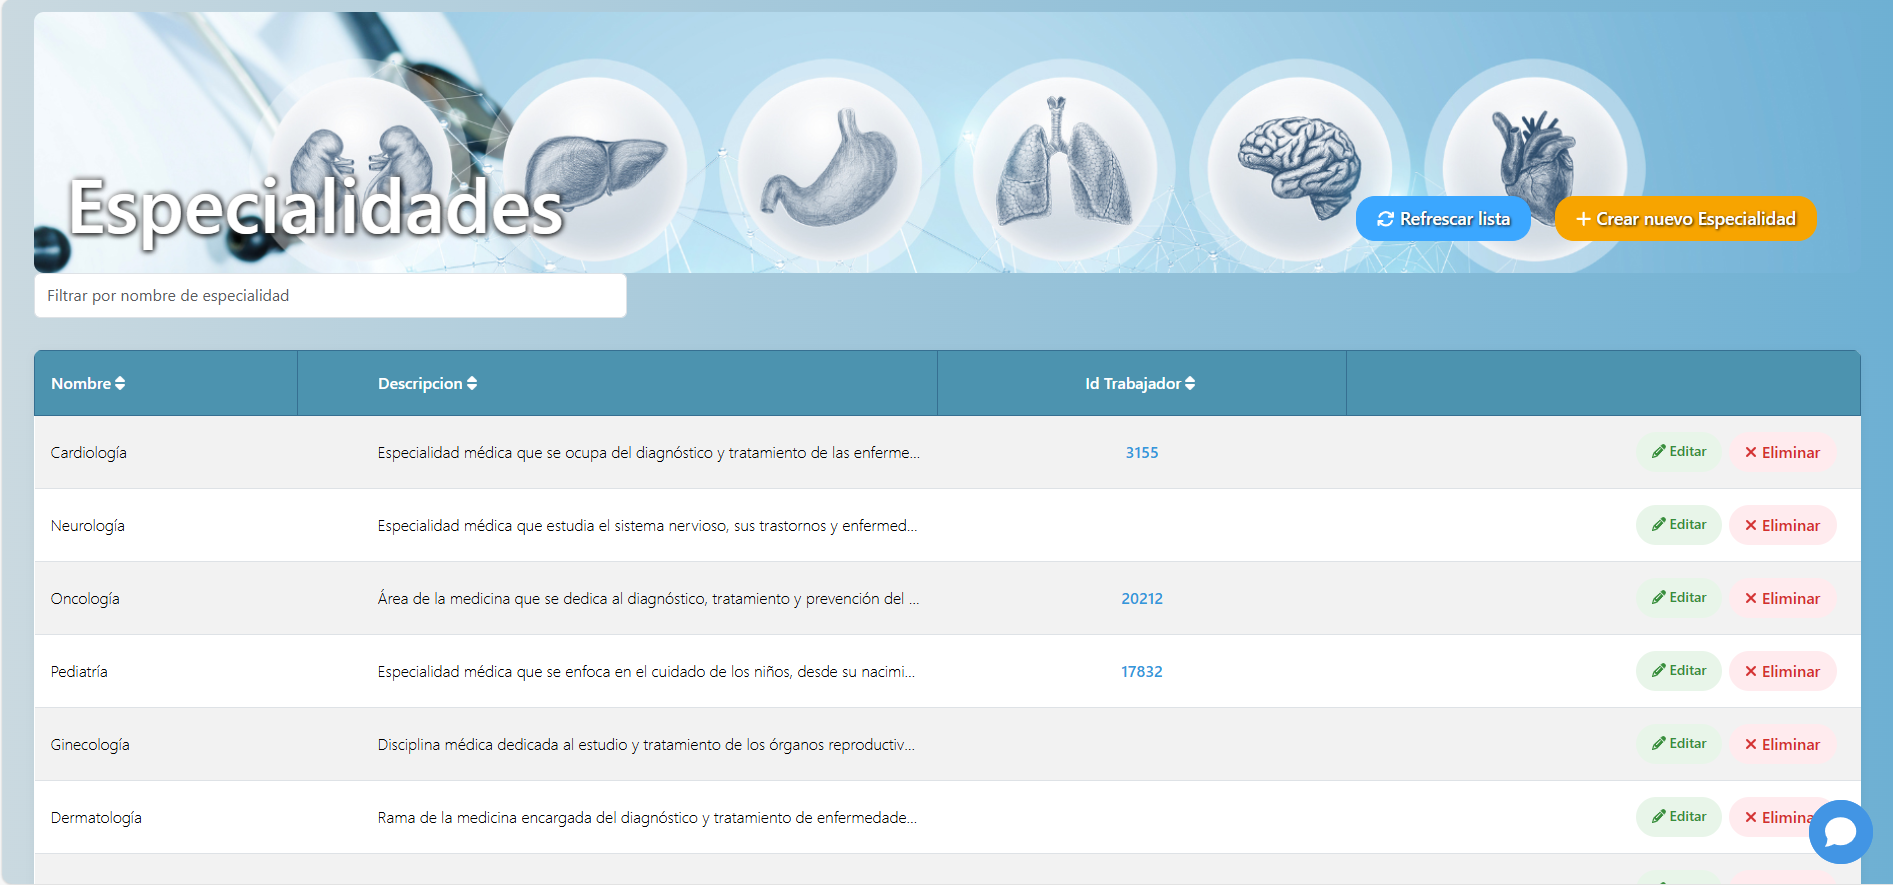 Especialidades
Refrescar lista
Crear nuevo Especialidad
Filtrar por nombre de especialidad
Nombre Descripcion Id Trabajador
Cardiología Especialidad médica que se ocupa del diagnóstico y tratamiento de las enferme... 3155 Editar Eliminar
Neurología Especialidad médica que estudia el sistema nervioso, sus trastornos y enfermed... Editar Eliminar
Oncología Área de la medicina que se dedica al diagnóstico, tratamiento y prevención del ... 20212 Editar Eliminar
Pediatría Especialidad médica que se enfoca en el cuidado de los niños, desde su nacimi... 17832 Editar Eliminar
Ginecología Disciplina médica dedicada al estudio y tratamiento de los órganos reproductiv... Editar Eliminar
Dermatología Rama de la medicina encargada del diagnóstico y tratamiento de enfermedade... Editar Elimina